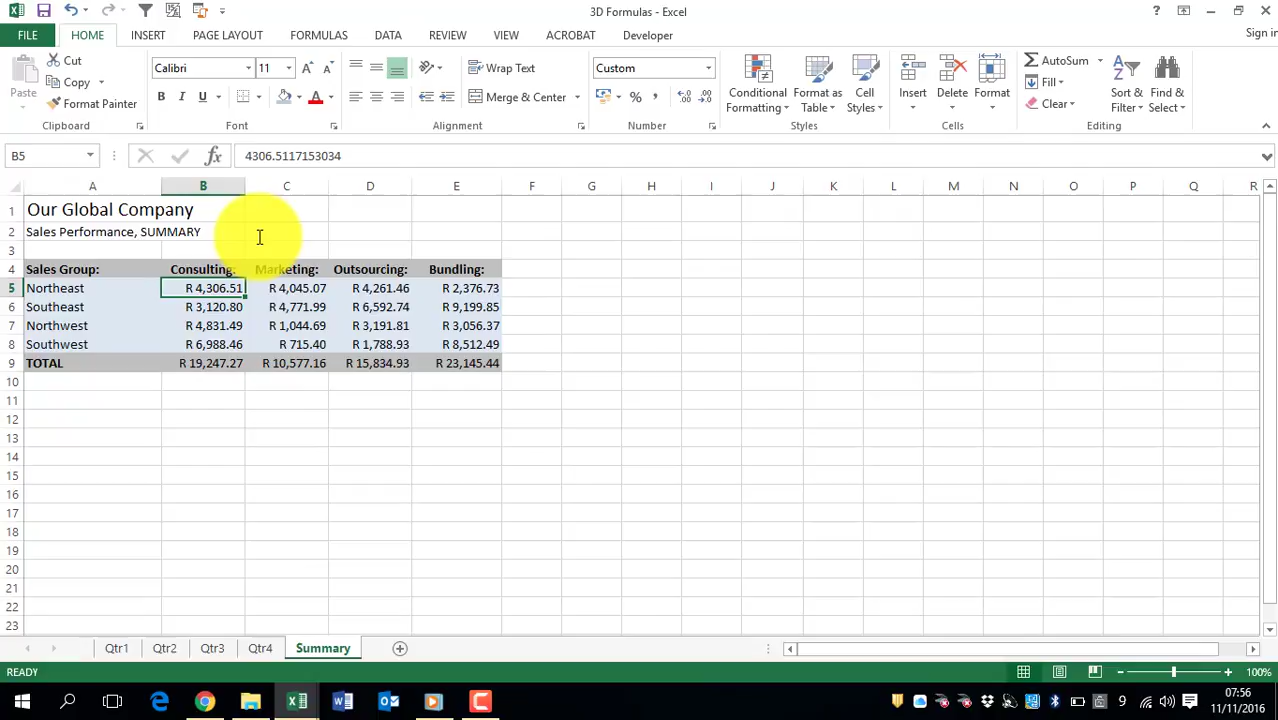 3D Formulas - Excel
Sign in
FILE HOME INSERT PAGE LAYOUT FORMULAS DATA REVIEW VIEW ACROBAT Developer
Paste
Cut
Copy
Format Painter
Clipboard
Calibri 11
B I U
Font
Wrap Text
Merge & Center
Alignment
Custom
%
Number
Conditional Formatting
Format as Table
Cell Styles
Styles
Insert
Delete
Format
Cells
AutoSum
Fill
Clear
Sort & Filter
Find & Select
Editing
B5 fx 4306.5117153034
A B C D E F G H I J K L M N O P Q R
1 Our Global Company
2 Sales Performance, SUMMARY
3
4 Sales Group: Consulting: Marketing: Outsourcing: Bundling:
5 Northeast R 4,306.51 R 4,045.07 R 4,261.46 R 2,376.73
6 Southeast R 3,120.80 R 4,771.99 R 6,592.74 R 9,199.85
7 Northwest R 4,831.49 R 1,044.69 R 3,191.81 R 3,056.37
8 Southwest R 6,988.46 R 715.40 R 1,788.93 R 8,512.49
9 TOTAL R 19,247.27 R 10,577.16 R 15,834.93 R 23,145.44
10
11
12
13
14
15
16
17
18
19
20
21
22
23
Qtr1 Qtr2 Qtr3 Qtr4 Summary
READY
100%
07:56
11/11/2016